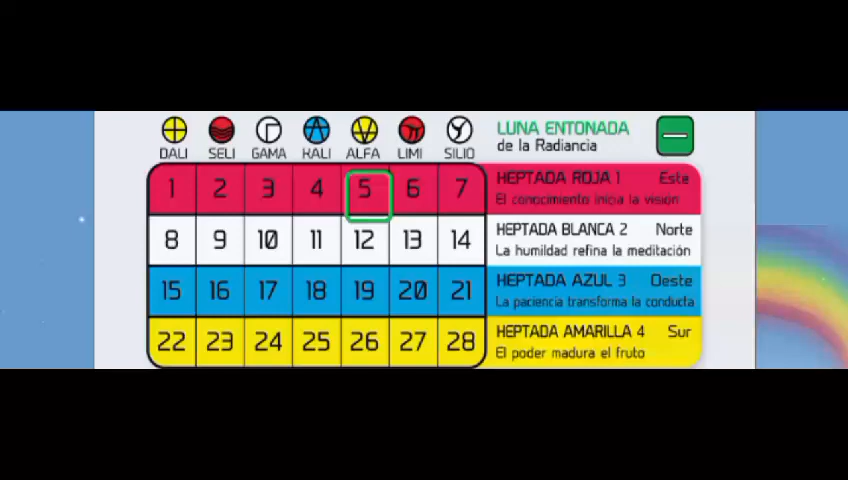 DALI SELI GAMA KALI ALFA LIMI SILIO
LUNA ENTONADA
de la Radiancia
1 2 3 4 5 6 7
HEPTADA ROJA 1 Este
El conocimiento inicia la visión
8 9 10 11 12 13 14
HEPTADA BLANCA 2 Norte
La humildad refina la meditación
15 16 17 18 19 20 21
HEPTADA AZUL 3 Oeste
La paciencia transforma la conducta
22 23 24 25 26 27 28
HEPTADA AMARILLA 4 Sur
El poder madura el fruto